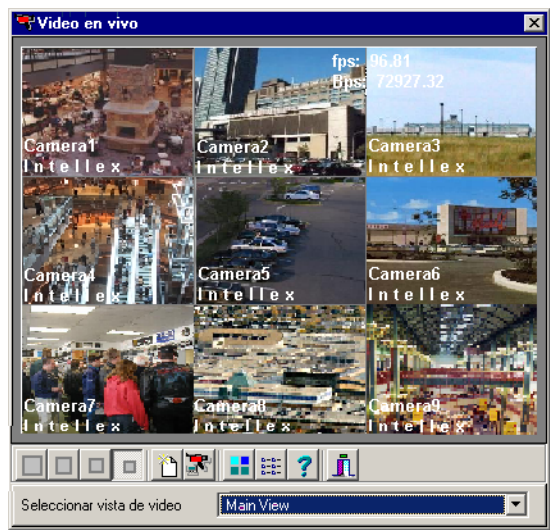 Video en vivo
fps: 96.81
Bps: 72927.32
Camera1
Intellex
Camera2
Intellex
Camera3
Intellex
Camera4
Intellex
Camera5
Intellex
Camera6
Intellex
Camera7
Intellex
Camera8
Intellex
Camera9
Intellex
Seleccionar vista de video
Main View